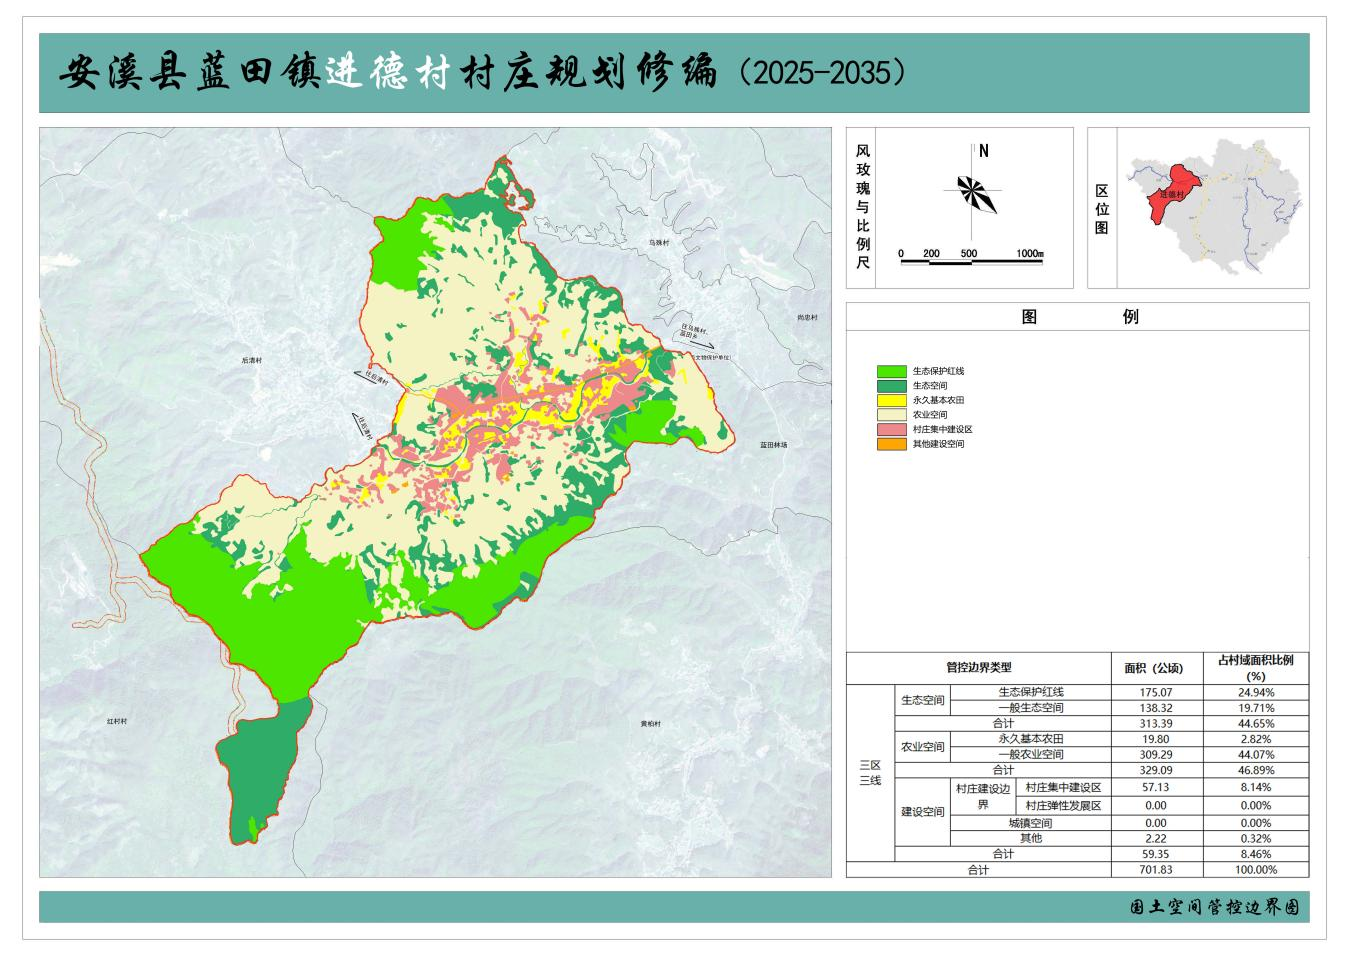 安溪县蓝田镇进德村村庄规划修编（2025-2035）
乌殊村
尚忠村
往乌殊村、
蓝田乡
(文物保护单位)
后清村
往后清村
往后清村
蓝田林场
红村村
黄柏村
风玫瑰与比例尺
N
0 200 500 1000m
区位图
进德村
图 例
生态保护红线
生态空间
永久基本农田
农业空间
村庄集中建设区
其他建设空间
管控边界类型 面积（公顷） 占村域面积比例（%）
三区三线 生态空间 生态保护红线 175.07 24.94%
一般生态空间 138.32 19.71%
合计 313.39 44.65%
农业空间 永久基本农田 19.80 2.82%
一般农业空间 309.29 44.07%
合计 329.09 46.89%
建设空间 村庄建设边界 村庄集中建设区 57.13 8.14%
村庄弹性发展区 0.00 0.00%
城镇空间 0.00 0.00%
其他 2.22 0.32%
合计 59.35 8.46%
合计 701.83 100.00%
国土空间管控边界图